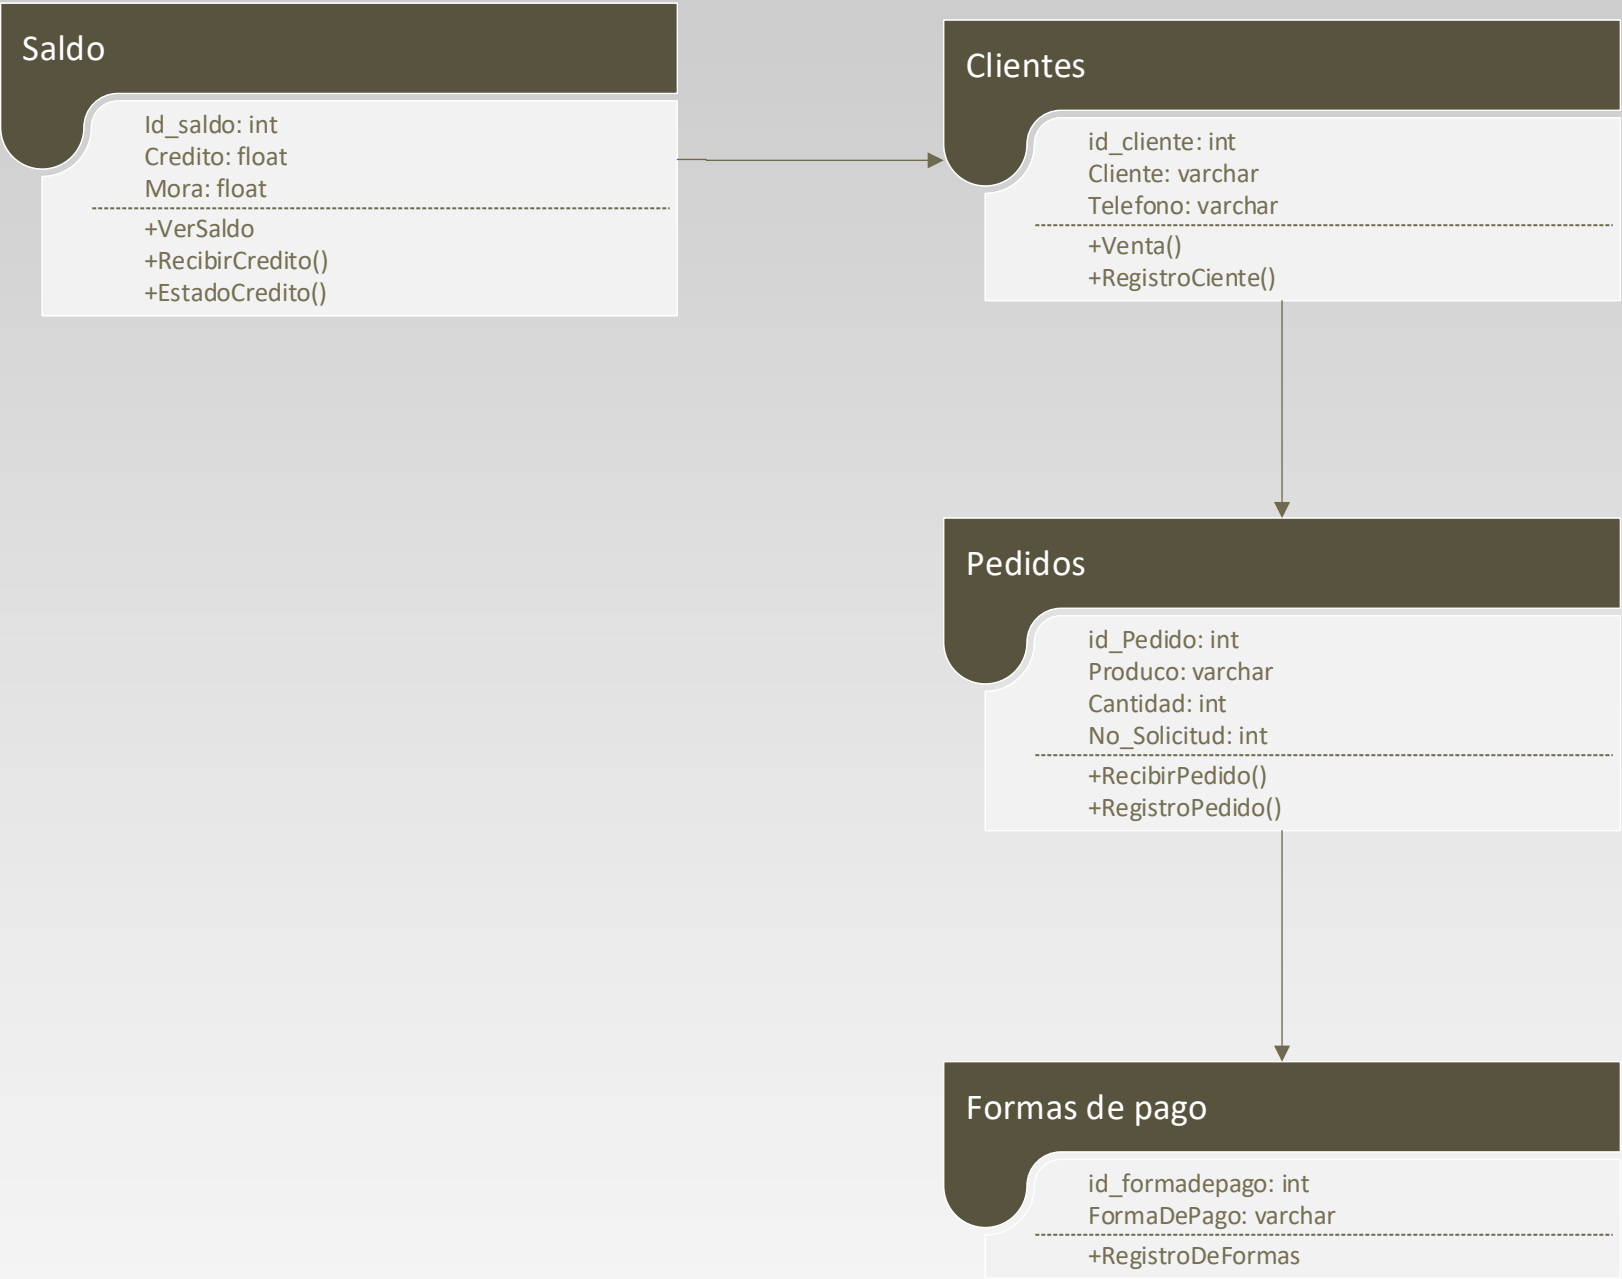 Saldo
Id_saldo: int
Credito: float
Mora: float
+VerSaldo
+RecibirCredito()
+EstadoCredito()
Clientes
id_cliente: int
Cliente: varchar
Telefono: varchar
+Venta()
+RegistroCiente()
Pedidos
id_Pedido: int
Produco: varchar
Cantidad: int
No_Solicitud: int
+RecibirPedido()
+RegistroPedido()
Formas de pago
id_formadepago: int
FormaDePago: varchar
+RegistroDeFormas